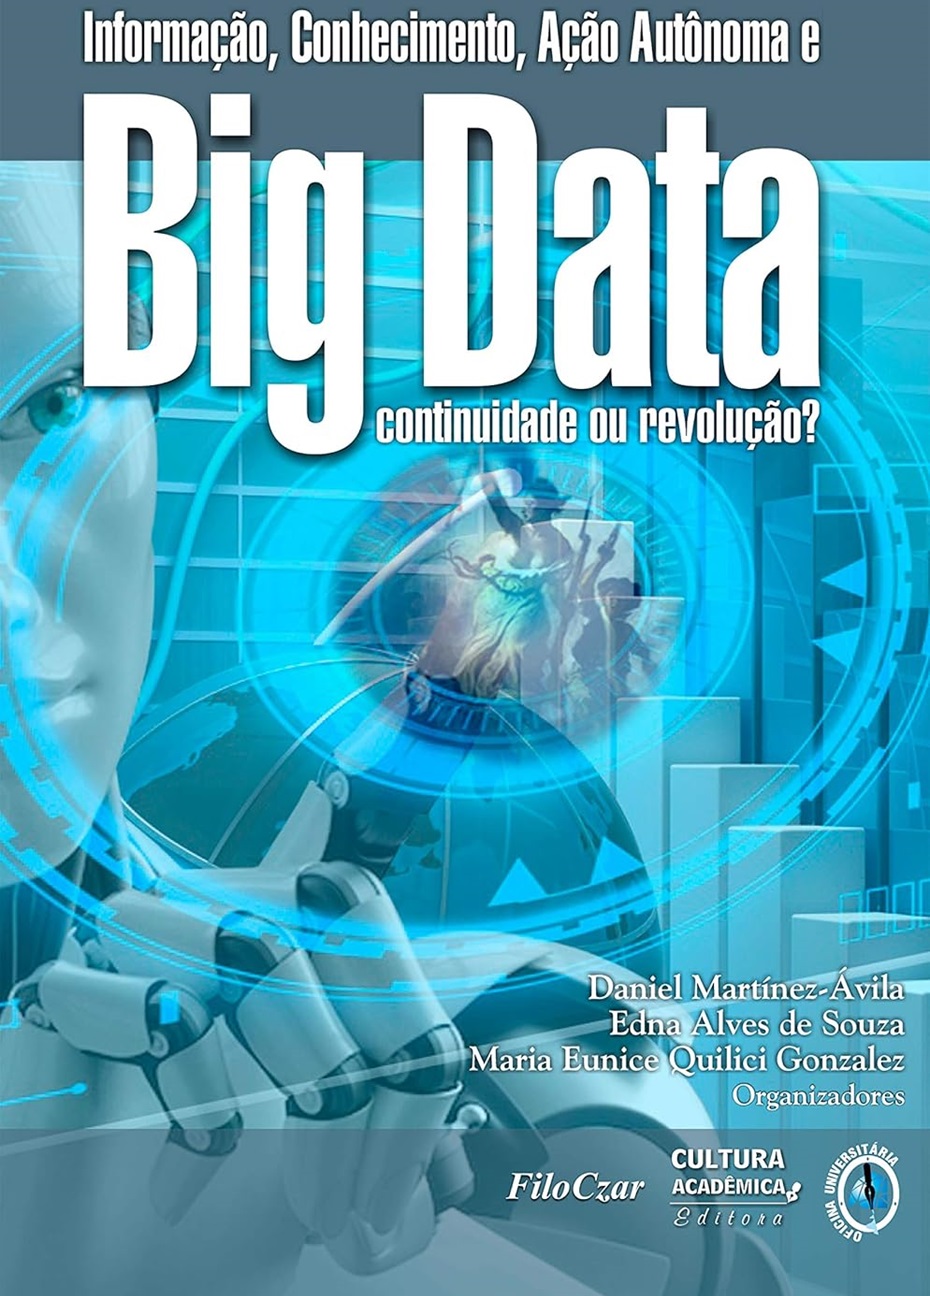 Informação, Conhecimento, Ação Autônoma e
Big Data
continuidade ou revolução?
Daniel Martínez-Ávila
Edna Alves de Souza
Maria Eunice Quilici Gonzalez
Organizadores
FiloCzar
CULTURA
ACADÊMICA
Editora
OFICINA UNIVERSITÁRIA